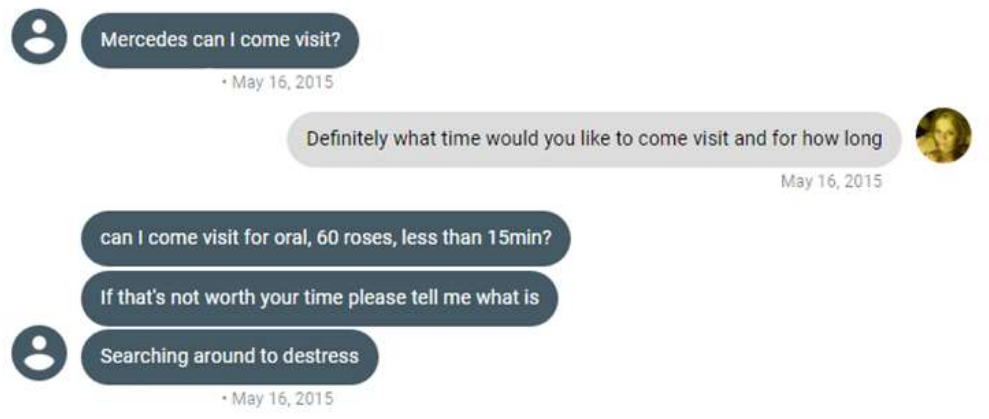 Mercedes can I come visit?
• May 16, 2015
Definitely what time would you like to come visit and for how long
May 16, 2015
can I come visit for oral, 60 roses, less than 15min?
If that's not worth your time please tell me what is
Searching around to destress
• May 16, 2015